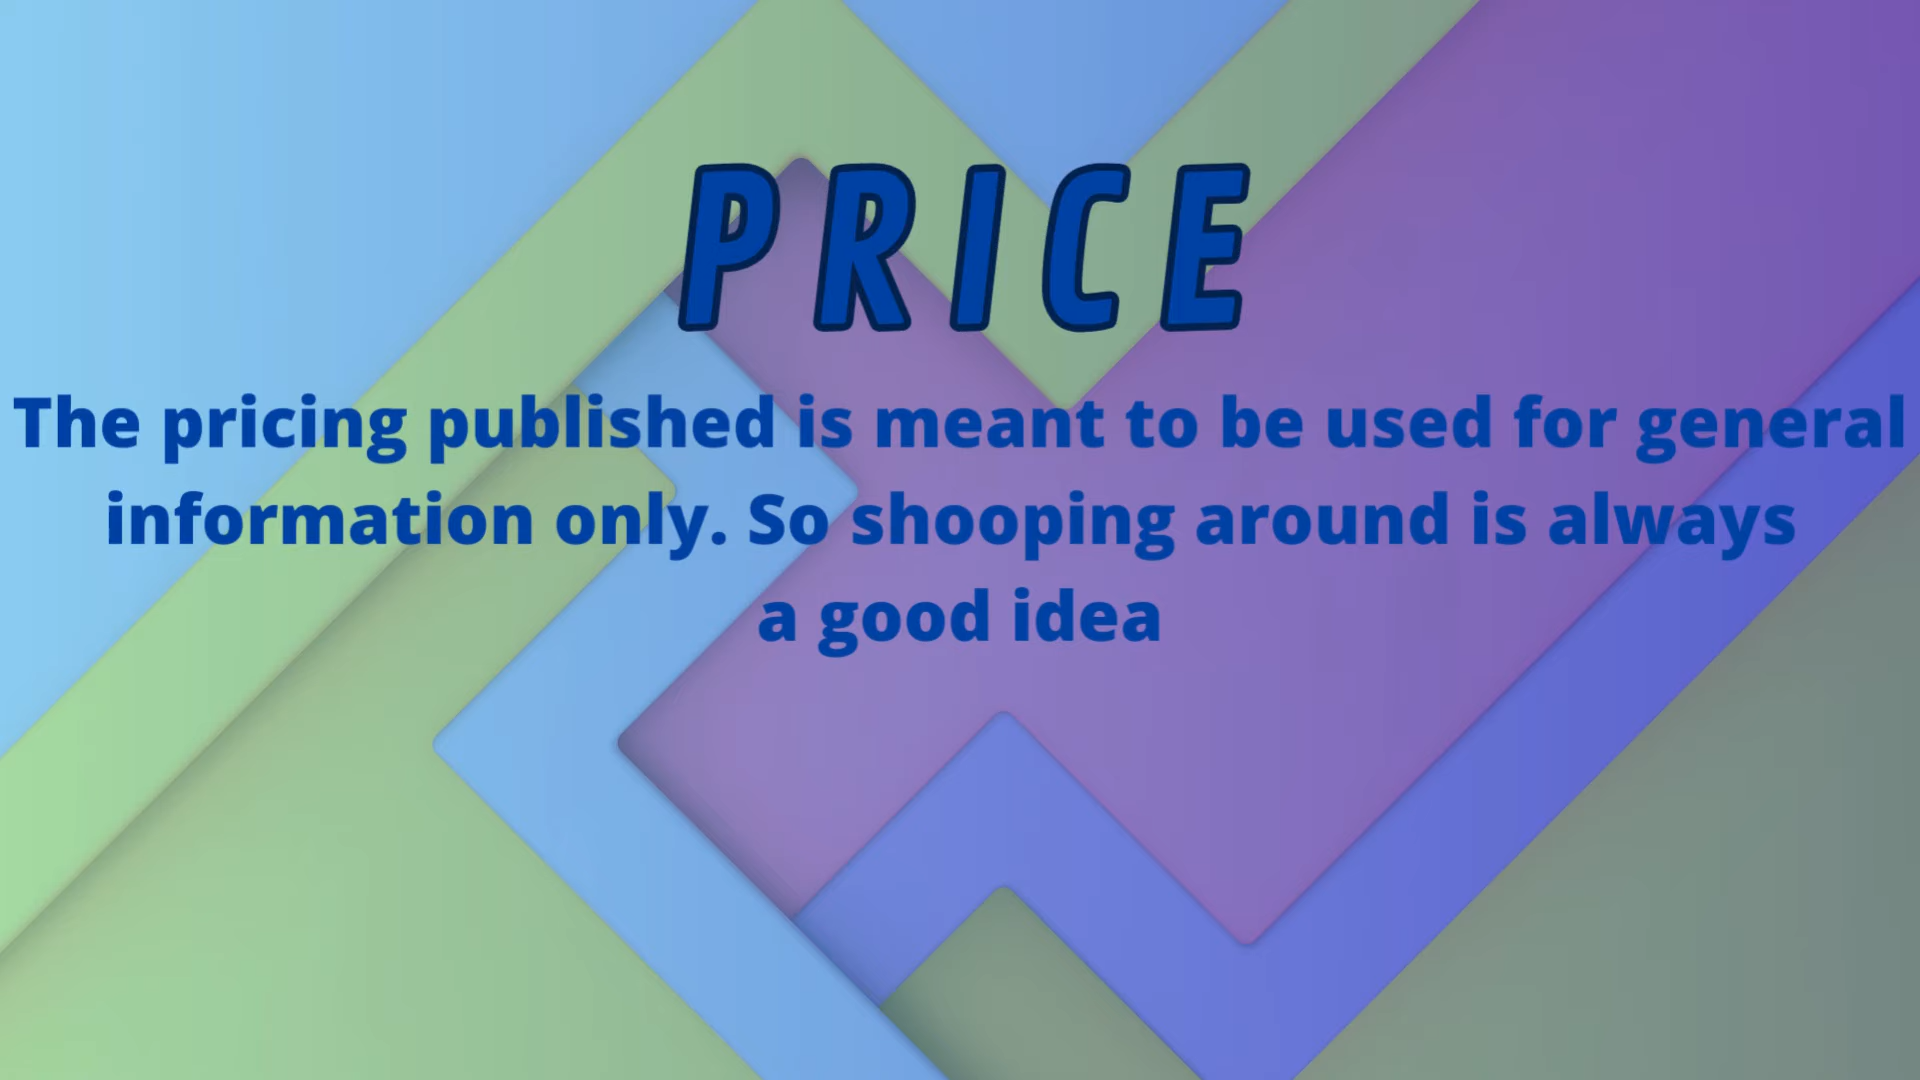 PRICE
The pricing published is meant to be used for general
information only. So shooping around is always
a good idea